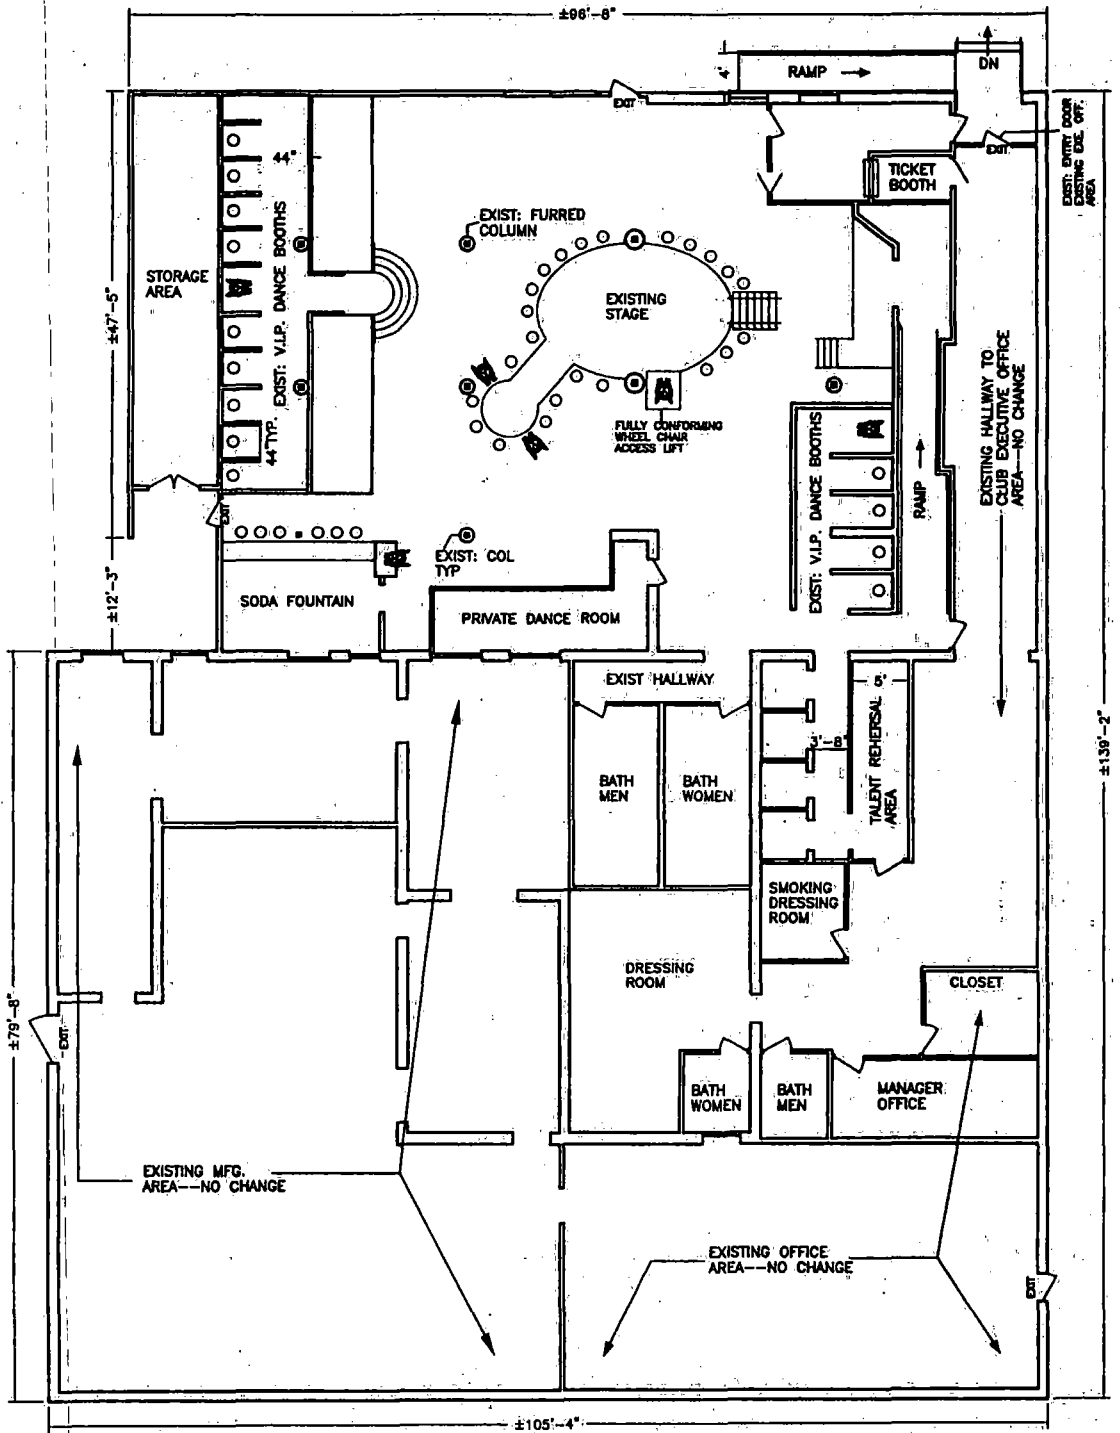 ±96'-8"
4'
RAMP
DN
EXIT
EXIT
EXIST: ENTRY DOOR
EXISTING EXE. OFF.
AREA
TICKET
BOOTH
44"
EXIST: FURRED
COLUMN
STORAGE
AREA
EXIST: V.I.P. DANCE BOOTHS
44"TYP.
EXISTING
STAGE
±47'-5"
FULLY CONFORMING
WHEEL CHAIR
ACCESS LIFT
EXIST: V.I.P. DANCE BOOTHS
RAMP
EXISTING HALLWAY TO
CLUB EXECUTIVE OFFICE
AREA--NO CHANGE
EXIT
EXIST: COL
TYP
±12'-3"
SODA FOUNTAIN
PRIVATE DANCE ROOM
EXIST HALLWAY
5'
3'-8"
TALENT REHERSAL
AREA
±139'-2"
BATH
MEN
BATH
WOMEN
SMOKING
DRESSING
ROOM
DRESSING
ROOM
CLOSET
±79'-8"
EXIT
BATH
WOMEN
BATH
MEN
MANAGER
OFFICE
EXISTING MFG.
AREA--NO CHANGE
EXISTING OFFICE
AREA--NO CHANGE
EXIT
±105'-4"